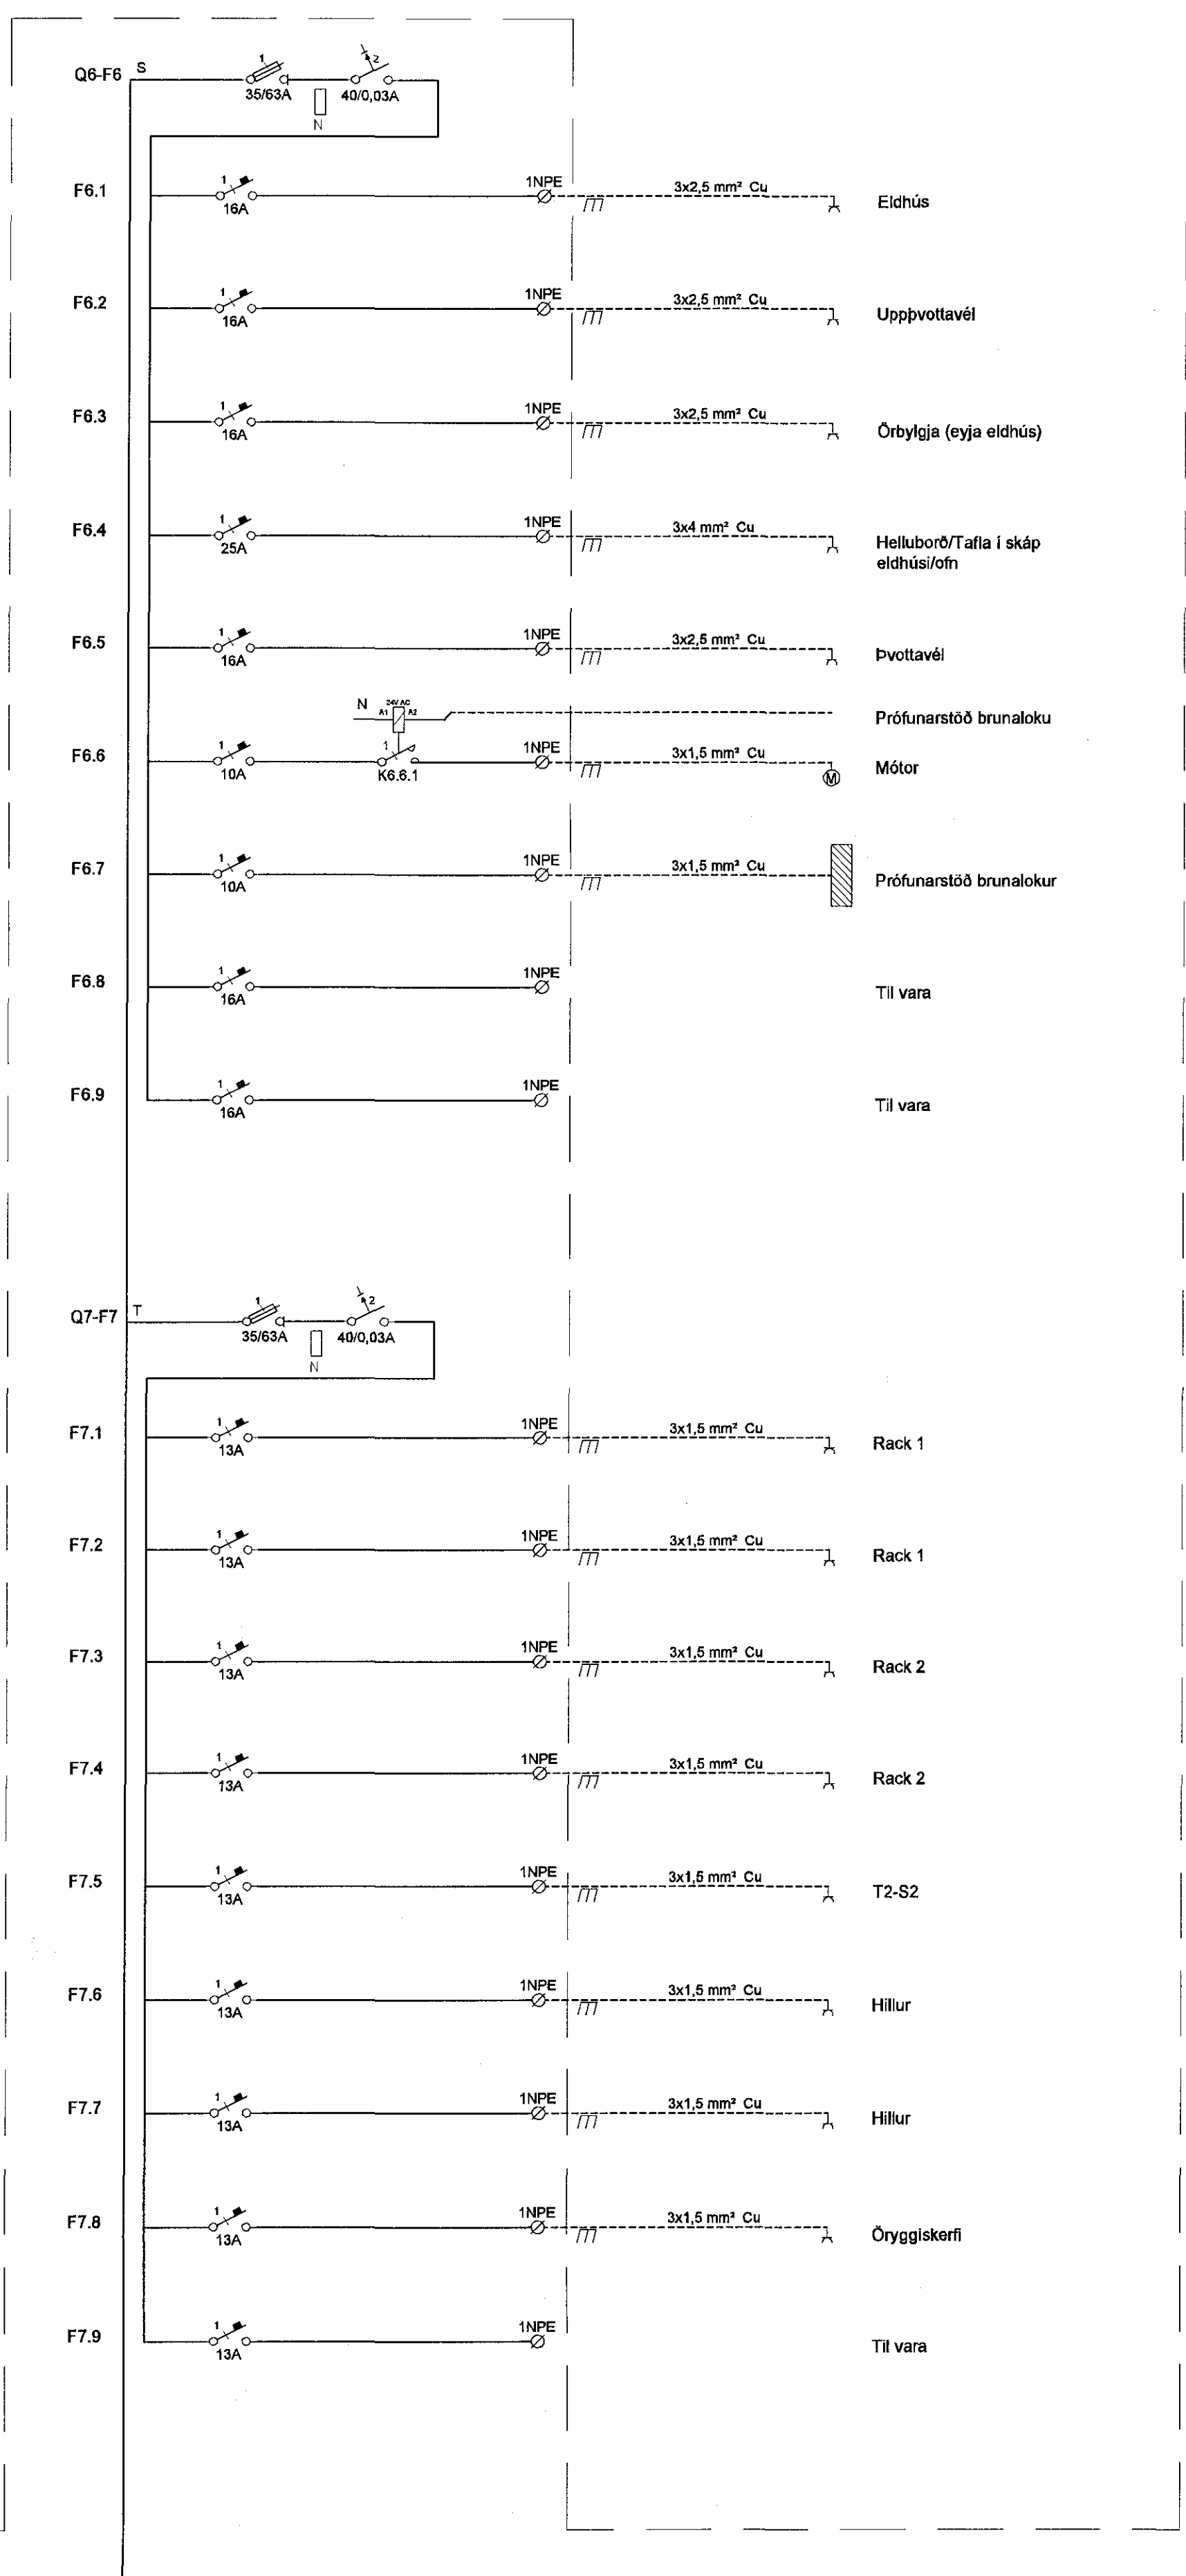 Q6-F6 S 1 2
35/63A 40/0,03A
N
F6.1 1 1NPE 3x2,5 mm² Cu
16A Eldhús
F6.2 1 1NPE 3x2,5 mm² Cu
16A Uppþvottavél
F6.3 1 1NPE 3x2,5 mm² Cu
16A Örbylgja (eyja eldhús)
F6.4 1 1NPE 3x4 mm² Cu
25A Helluborð/Tafla í skáp
eldhúsi/ofn
F6.5 1 1NPE 3x2,5 mm² Cu
16A Þvottavél
N 24V AC
A1 A2 Prófunarstöð brunaloku
F6.6 1 1 1NPE 3x1,5 mm² Cu
10A K6.6.1 M Mótor
F6.7 1 1NPE 3x1,5 mm² Cu
10A Prófunarstöð brunalokur
F6.8 1 1NPE
16A Til vara
F6.9 1 1NPE
16A Til vara
Q7-F7 T 1 2
35/63A 40/0,03A
N
F7.1 1 1NPE 3x1,5 mm² Cu
13A Rack 1
F7.2 1 1NPE 3x1,5 mm² Cu
13A Rack 1
F7.3 1 1NPE 3x1,5 mm² Cu
13A Rack 2
F7.4 1 1NPE 3x1,5 mm² Cu
13A Rack 2
F7.5 1 1NPE 3x1,5 mm² Cu
13A T2-S2
F7.6 1 1NPE 3x1,5 mm² Cu
13A Hillur
F7.7 1 1NPE 3x1,5 mm² Cu
13A Hillur
F7.8 1 1NPE 3x1,5 mm² Cu
13A Öryggiskerfi
F7.9 1 1NPE
13A Til vara